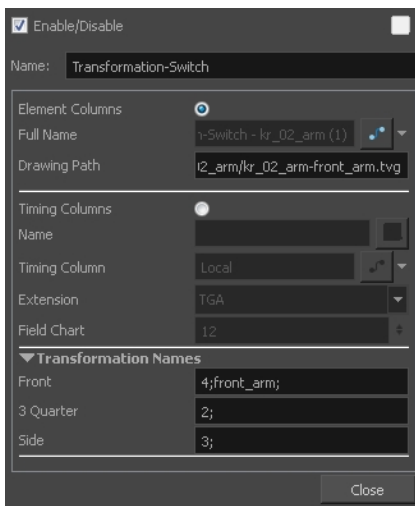 Enable/Disable
Name: Transformation-Switch
Element Columns
Full Name n-Switch - kr_02_arm (1)
Drawing Path 02_arm/kr_02_arm-front_arm.tvg
Timing Columns
Name
Timing Column Local
Extension TGA
Field Chart 12
Transformation Names
Front 4;front_arm;
3 Quarter 2;
Side 3;
Close